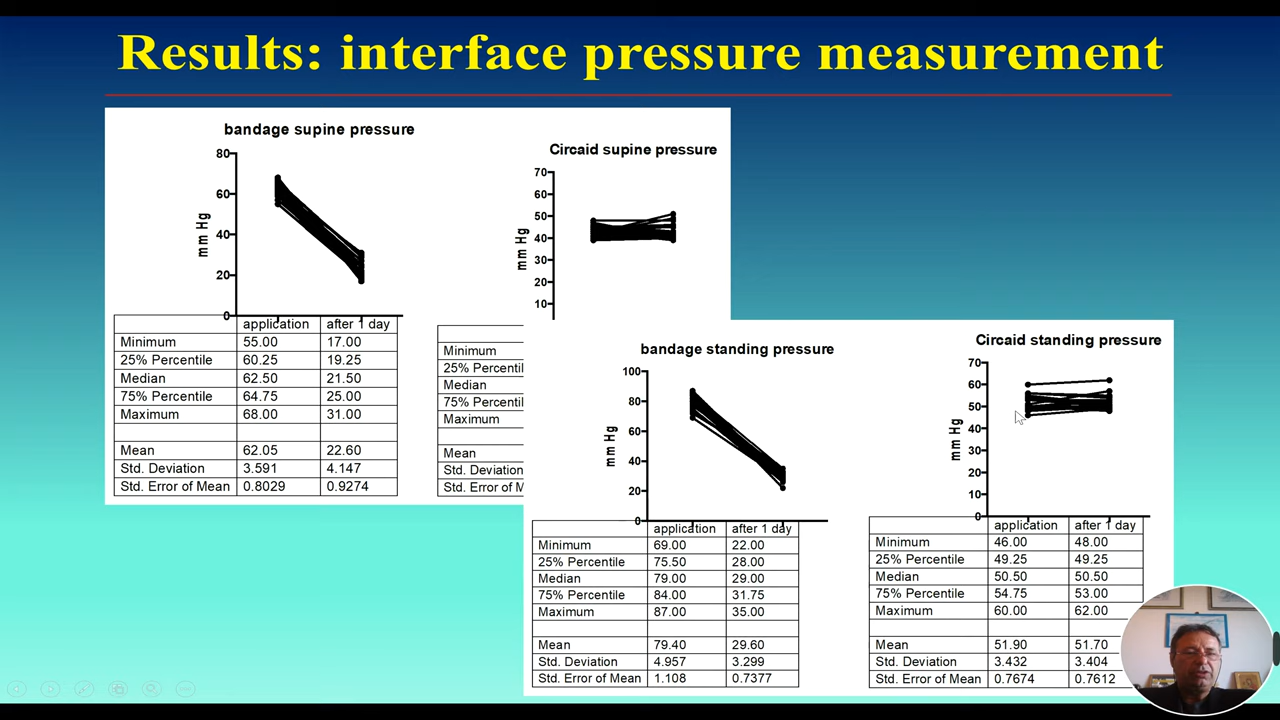 Results: interface pressure measurement
bandage supine pressure
80
60
40
20
0
mm Hg
application after 1 day
Minimum 55.00 17.00
25% Percentile 60.25 19.25
Median 62.50 21.50
75% Percentile 64.75 25.00
Maximum 68.00 31.00
Mean 62.05 22.60
Std. Deviation 3.591 4.147
Std. Error of Mean 0.8029 0.9274
Circaid supine pressure
70
60
50
40
30
20
10
mm Hg
Minimum
25% Percentil
Median
75% Percentil
Maximum
Mean
Std. Deviation
Std. Error of M
bandage standing pressure
100
80
60
40
20
0
mm Hg
application after 1 day
Minimum 69.00 22.00
25% Percentile 75.50 28.00
Median 79.00 29.00
75% Percentile 84.00 31.75
Maximum 87.00 35.00
Mean 79.40 29.60
Std. Deviation 4.957 3.299
Std. Error of Mean 1.108 0.7377
Circaid standing pressure
70
60
50
40
30
20
10
0
mm Hg
application after 1 day
Minimum 46.00 48.00
25% Percentile 49.25 49.25
Median 50.50 50.50
75% Percentile 54.75 53.00
Maximum 60.00 62.00
Mean 51.90 51.70
Std. Deviation 3.432 3.404
Std. Error of Mean 0.7674 0.7612